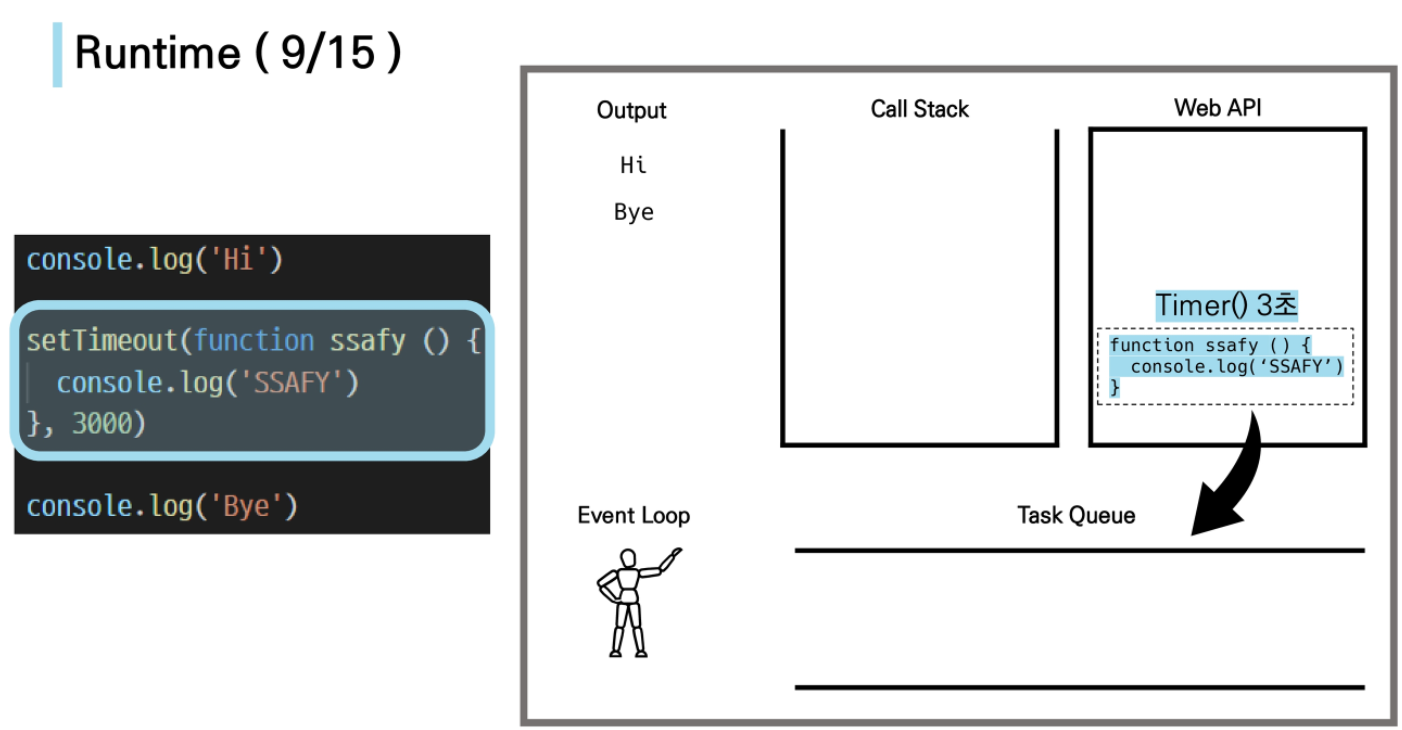 Runtime ( 9/15 )
console.log('Hi')
setTimeout(function ssafy () {
console.log('SSAFY')
}, 3000)
console.log('Bye')
Output
Hi
Bye
Call Stack
Web API
Timer() 3초
function ssafy () {
console.log(‘SSAFY’)
}
Event Loop
Task Queue